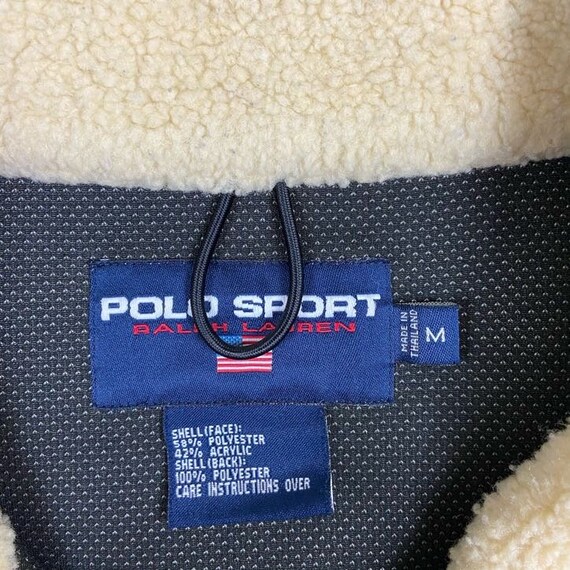 POLO SPORT
RALPH LAUREN
MADE IN
THAILAND
M
SHELL(FACE):
58% POLYESTER
42% ACRYLIC
SHELL(BACK):
100% POLYESTER
CARE INSTRUCTIONS OVER